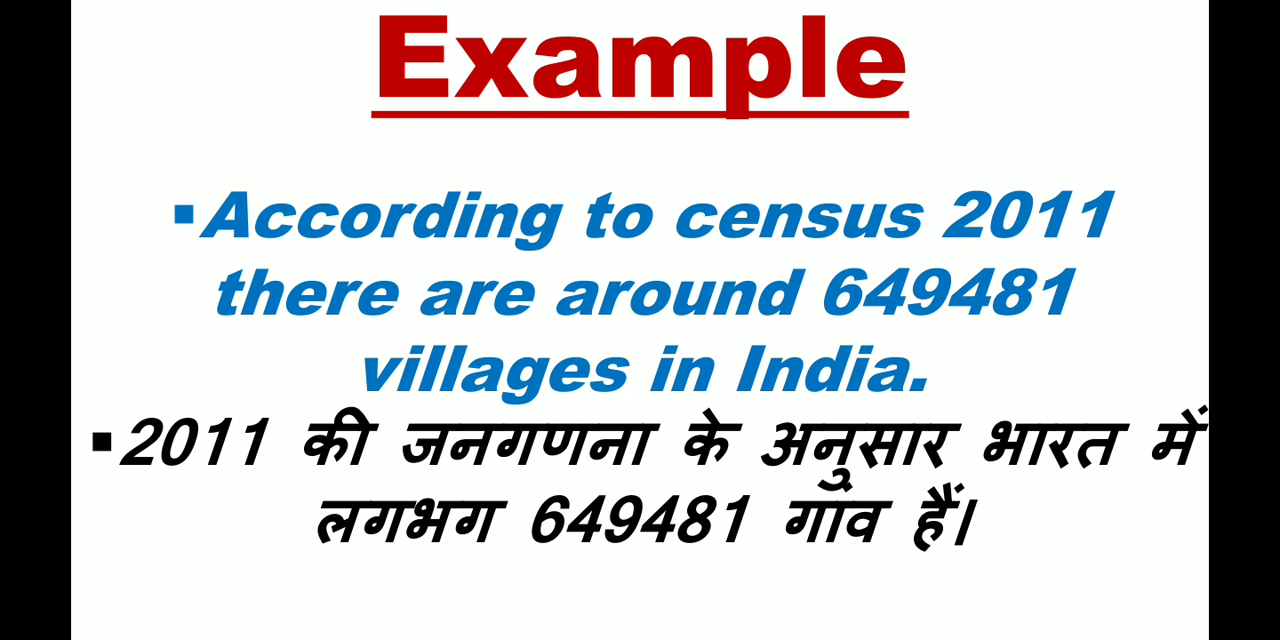 Example
▪According to census 2011
there are around 649481
villages in India.
▪2011 की जनगणना के अनुसार भारत में
लगभग 649481 गांव हैं।